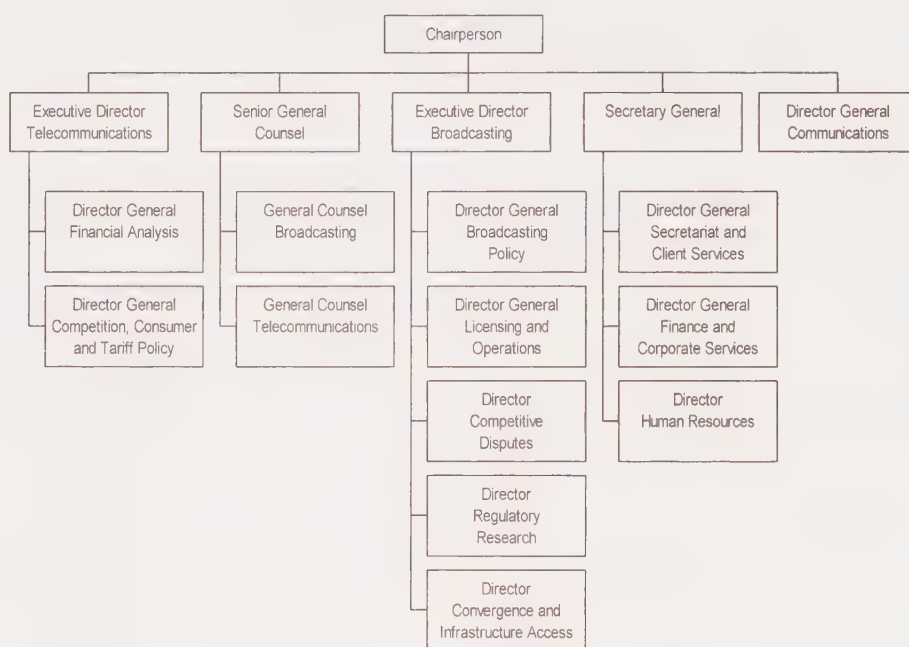 Chairperson
Executive Director
Telecommunications
Senior General
Counsel
Executive Director
Broadcasting
Secretary General
Director General
Communications
Director General
Financial Analysis
Director General
Competition, Consumer
and Tariff Policy
General Counsel
Broadcasting
General Counsel
Telecommunications
Director General
Broadcasting
Policy
Director General
Licensing and
Operations
Director
Competitive
Disputes
Director
Regulatory
Research
Director
Convergence and
Infrastructure Access
Director General
Secretariat and
Client Services
Director General
Finance and
Corporate Services
Director
Human Resources